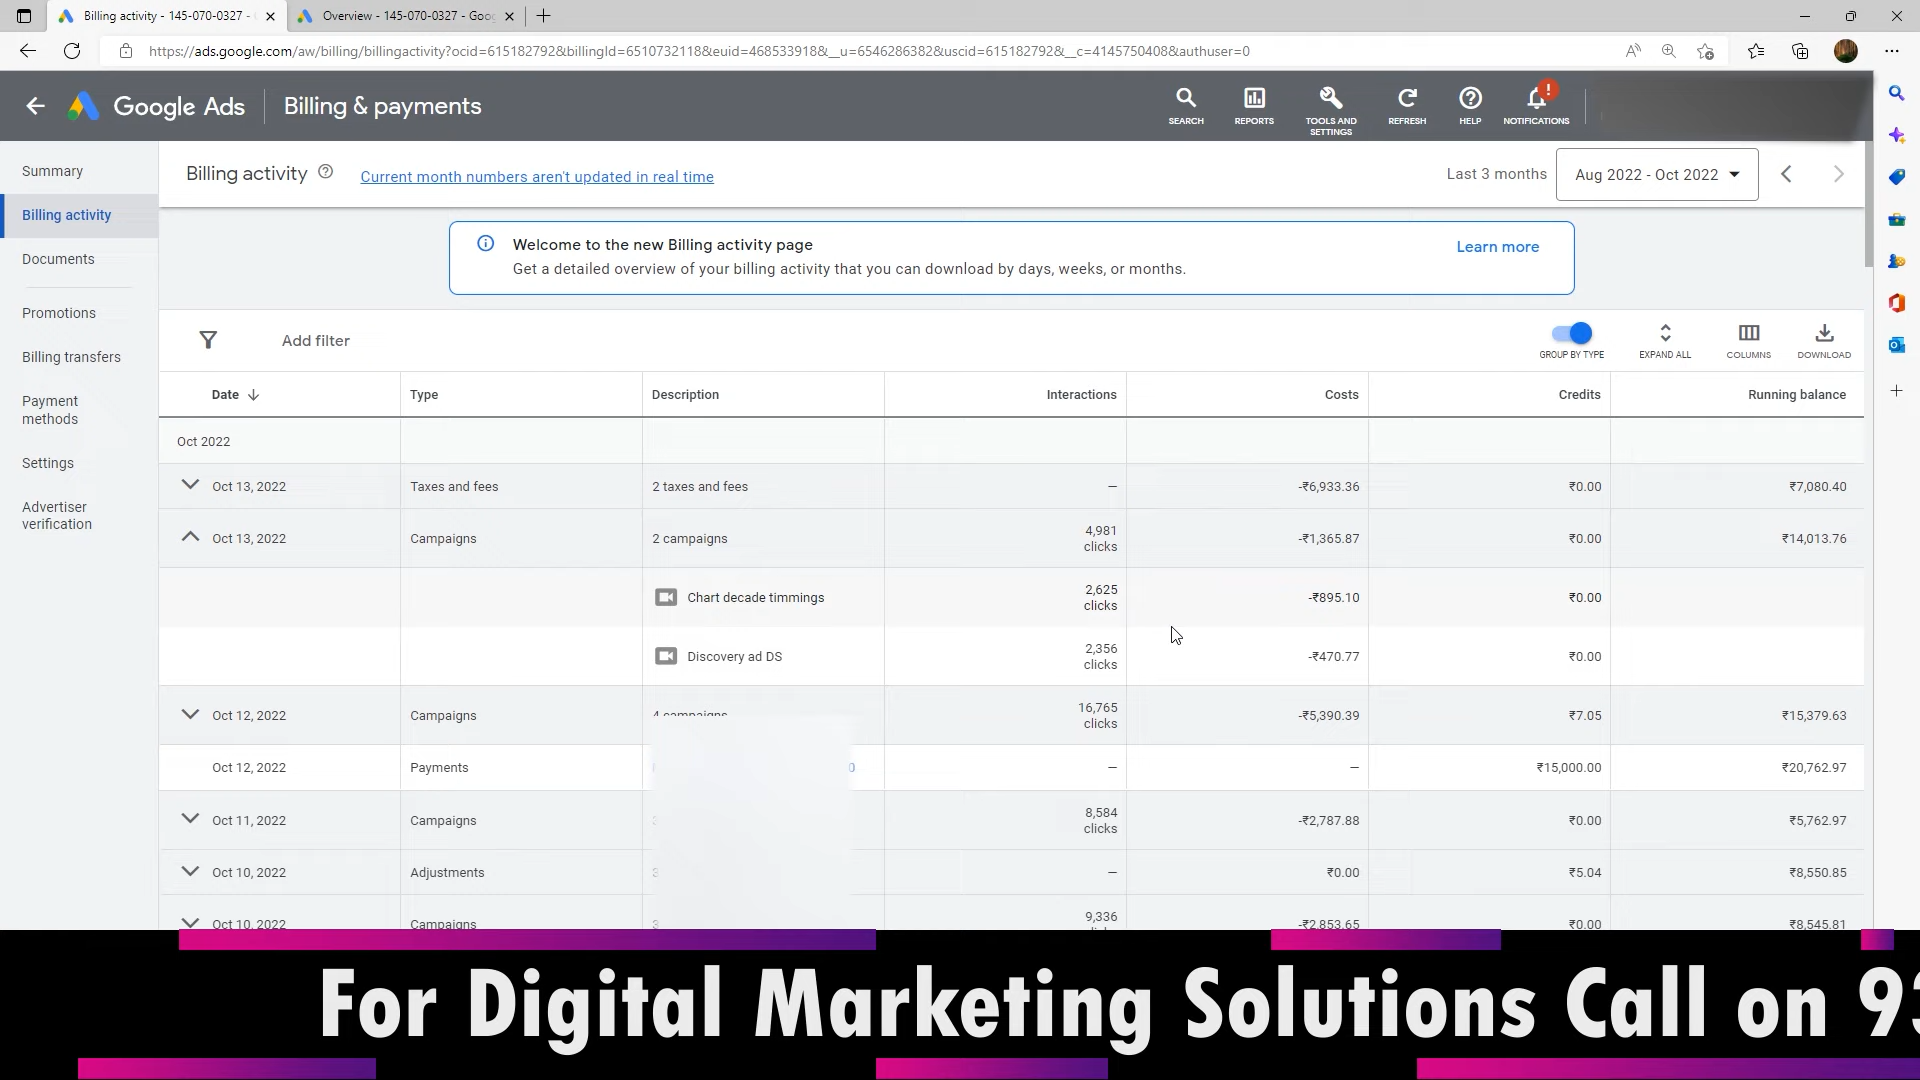 Billing activity - 145-070-0327 -
Overview - 145-070-0327 - Goog
https://ads.google.com/aw/billing/billingactivity?ocid=615182792&billingId=6510732118&euid=468533918&__u=6546286382&uscid=615182792&__c=4145750408&authuser=0
Google Ads
Billing & payments
SEARCH
REPORTS
TOOLS AND
SETTINGS
REFRESH
HELP
!
NOTIFICATIONS
Summary
Billing activity
Documents
Promotions
Billing transfers
Payment
methods
Settings
Advertiser
verification
Billing activity
Current month numbers aren't updated in real time
Last 3 months
Aug 2022 - Oct 2022
Welcome to the new Billing activity page
Get a detailed overview of your billing activity that you can download by days, weeks, or months.
Learn more
Add filter
GROUP BY TYPE
EXPAND ALL
COLUMNS
DOWNLOAD
Date Type Description Interactions Costs Credits Running balance
Oct 2022
Oct 13, 2022 Taxes and fees 2 taxes and fees — -₹6,933.36 ₹0.00 ₹7,080.40
Oct 13, 2022 Campaigns 2 campaigns 4,981 clicks -₹1,365.87 ₹0.00 ₹14,013.76
Chart decade timmings 2,625 clicks -₹895.10 ₹0.00
Discovery ad DS 2,356 clicks -₹470.77 ₹0.00
Oct 12, 2022 Campaigns 4 campaigns 16,765 clicks -₹5,390.39 ₹7.05 ₹15,379.63
Oct 12, 2022 Payments 0 — — ₹15,000.00 ₹20,762.97
Oct 11, 2022 Campaigns 3 8,584 clicks -₹2,787.88 ₹0.00 ₹5,762.97
Oct 10, 2022 Adjustments 3 — ₹0.00 ₹5.04 ₹8,550.85
Oct 10, 2022 Campaigns 3 9,336 -₹2,853.65 ₹0.00 ₹8,545.81
For Digital Marketing Solutions Call on 93